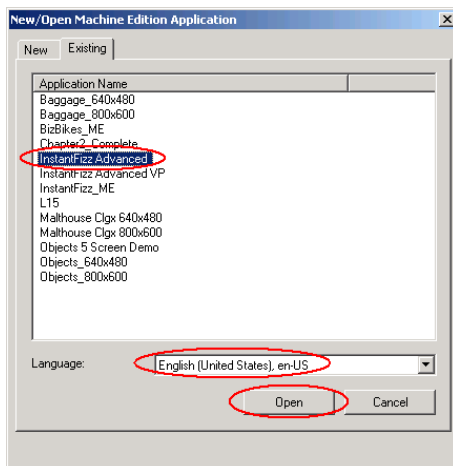 New/Open Machine Edition Application
New Existing
Application Name
Baggage_640x480
Baggage_800x600
BizBikes_ME
Chapter2_Complete
InstantFizz Advanced
InstantFizz Advanced VP
InstantFizz_ME
L15
Malthouse Clgx 640x480
Malthouse Clgx 800x600
Objects 5 Screen Demo
Objects_640x480
Objects_800x600
Language: English (United States), en-US
Open Cancel